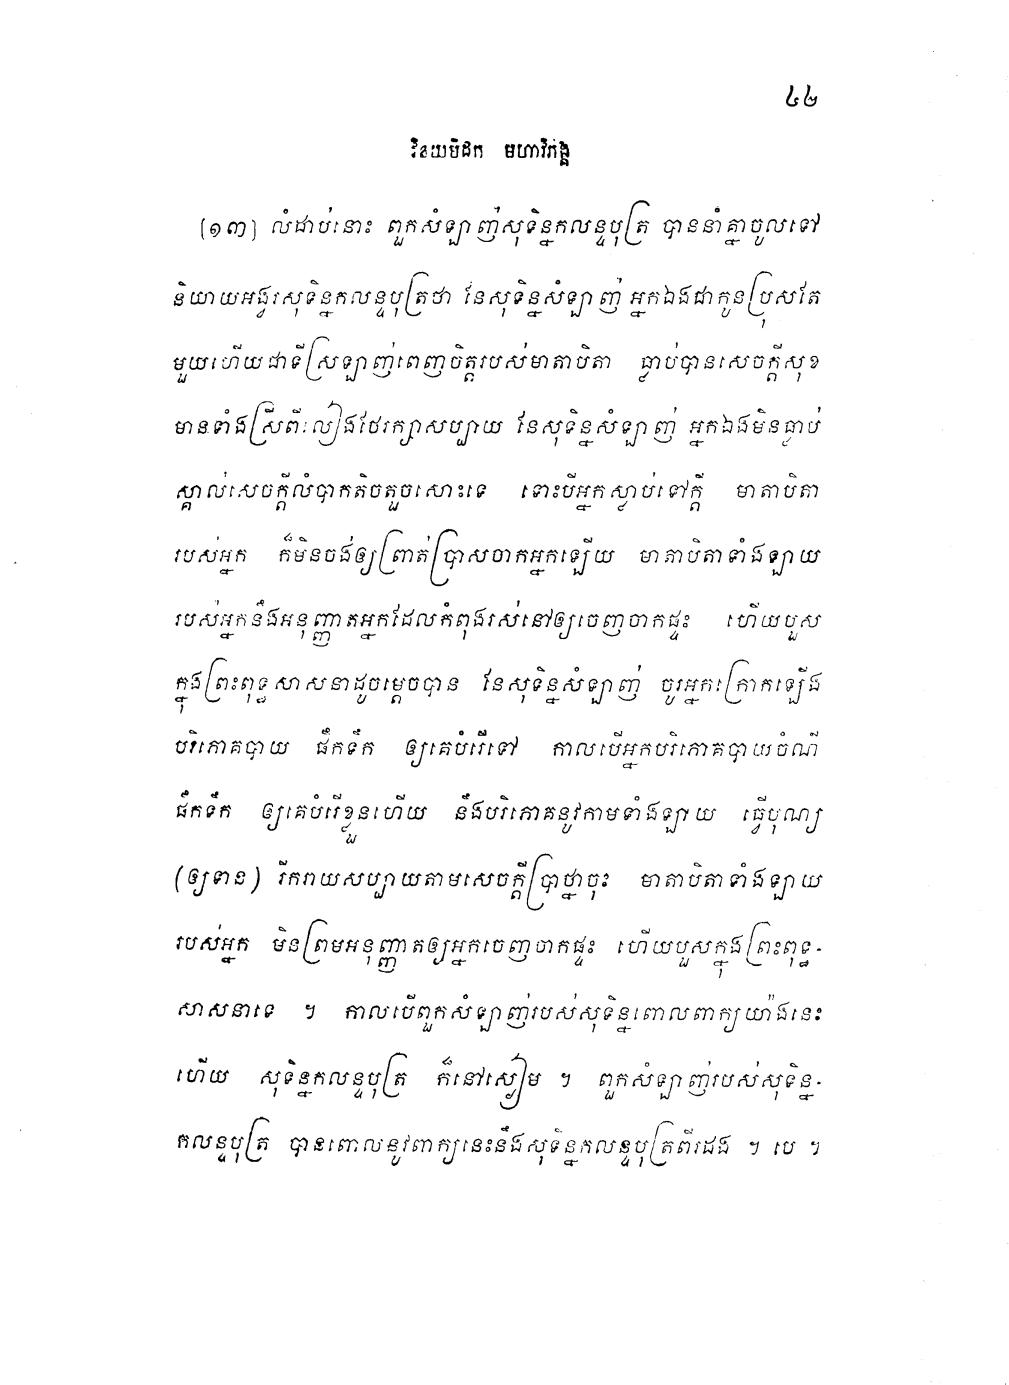 ៤២
វិនយបិដក មហាវិភង្គ
[១៣] លំដាប់នោះ ពួកសំឡាញ់សុទិន្នកលន្ទបុត្រ បាននាំគ្នាចូលទៅ
និយាយអង្វរសុទិន្នកលន្ទបុត្រថា នែសុទិន្នសំឡាញ់ អ្នកឯងជាកូនប្រុសតែ
មួយហើយជាទីស្រឡាញ់ពេញចិត្តរបស់មាតាបិតា ធ្លាប់បានសេចក្តីសុខ
មានទាំងស្រីពីៈលៀងថែរក្សាសប្បាយ នែសុទិន្នសំឡាញ់ អ្នកឯងមិនធ្លាប់
ស្គាល់សេចក្តីលំបាកតិចតួចសោះទេ ទោះបីអ្នកស្លាប់ទៅក្តី មាតាបិតា
របស់អ្នក ក៏មិនចង់ឲ្យព្រាត់ប្រាសចាកអ្នកឡើយ មាតាបិតាទាំងឡាយ
របស់អ្នកនឹងអនុញ្ញាតអ្នកដែលកំពុងរស់នៅឲ្យចេញចាកផ្ទះ ហើយបួស
ក្នុងព្រះពុទ្ធសាសនាដូចម្តេចបាន នែសុទិន្នសំឡាញ់ ចូរអ្នកក្រោកឡើង
បរិភោគបាយ ផឹកទឹក ឲ្យគេបំរើទៅ កាលបើអ្នកបរិភោគបាយចំណី
ផឹកទឹក ឲ្យគេបំរើខ្លួនហើយ នឹងបរិភោគនូវកាមទាំងឡាយ ធ្វើបុណ្យ
(ឲ្យទាន) រីករាយសប្បាយតាមសេចក្តីប្រាថ្នាចុះ មាតាបិតាទាំងឡាយ
របស់អ្នក មិនព្រមអនុញ្ញាតឲ្យអ្នកចេញចាកផ្ទះ ហើយបួសក្នុងព្រះពុទ្ធ-
សាសនាទេ ។ កាលបើពួកសំឡាញ់របស់សុទិន្នពោលពាក្យយ៉ាងនេះ
ហើយ សុទិន្នកលន្ទបុត្រ ក៏នៅស្ងៀម ។ ពួកសំឡាញ់របស់សុទិន្ន-
កលន្ទបុត្រ បានពោលនូវពាក្យនេះនឹងសុទិន្នកលន្ទបុត្រពីរដង ។ បេ ។